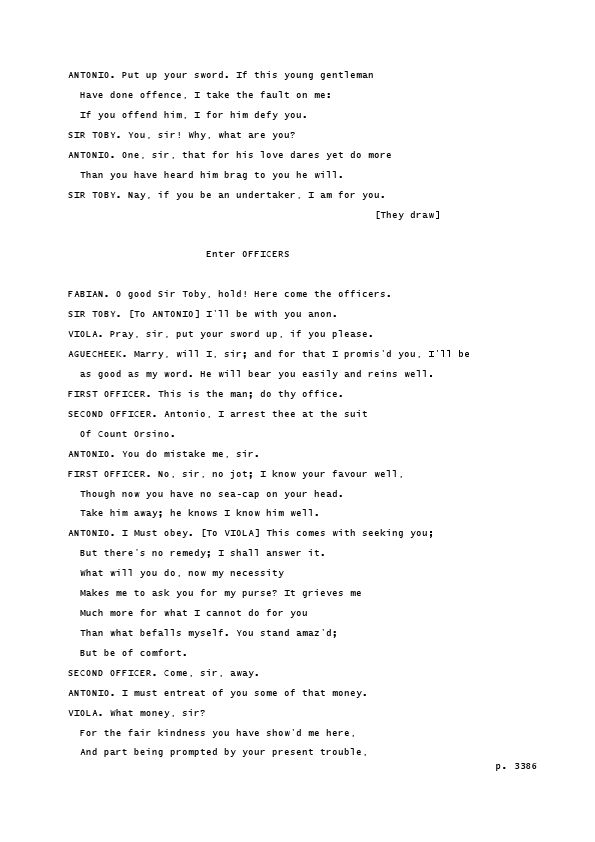 ANTONIO. Put up your sword. If this young gentleman
Have done offence, I take the fault on me:
If you offend him, I for him defy you.
SIR TOBY. You, sir! Why, what are you?
ANTONIO. One, sir, that for his love dares yet do more
Than you have heard him brag to you he will.
SIR TOBY. Nay, if you be an undertaker, I am for you.
[They draw]
Enter OFFICERS
FABIAN. O good Sir Toby, hold! Here come the officers.
SIR TOBY. [To ANTONIO] I'll be with you anon.
VIOLA. Pray, sir, put your sword up, if you please.
AGUECHEEK. Marry, will I, sir; and for that I promis'd you, I'll be
as good as my word. He will bear you easily and reins well.
FIRST OFFICER. This is the man; do thy office.
SECOND OFFICER. Antonio, I arrest thee at the suit
Of Count Orsino.
ANTONIO. You do mistake me, sir.
FIRST OFFICER. No, sir, no jot; I know your favour well,
Though now you have no sea-cap on your head.
Take him away; he knows I know him well.
ANTONIO. I Must obey. [To VIOLA] This comes with seeking you;
But there's no remedy; I shall answer it.
What will you do, now my necessity
Makes me to ask you for my purse? It grieves me
Much more for what I cannot do for you
Than what befalls myself. You stand amaz'd;
But be of comfort.
SECOND OFFICER. Come, sir, away.
ANTONIO. I must entreat of you some of that money.
VIOLA. What money, sir?
For the fair kindness you have show'd me here,
And part being prompted by your present trouble,
p. 3386